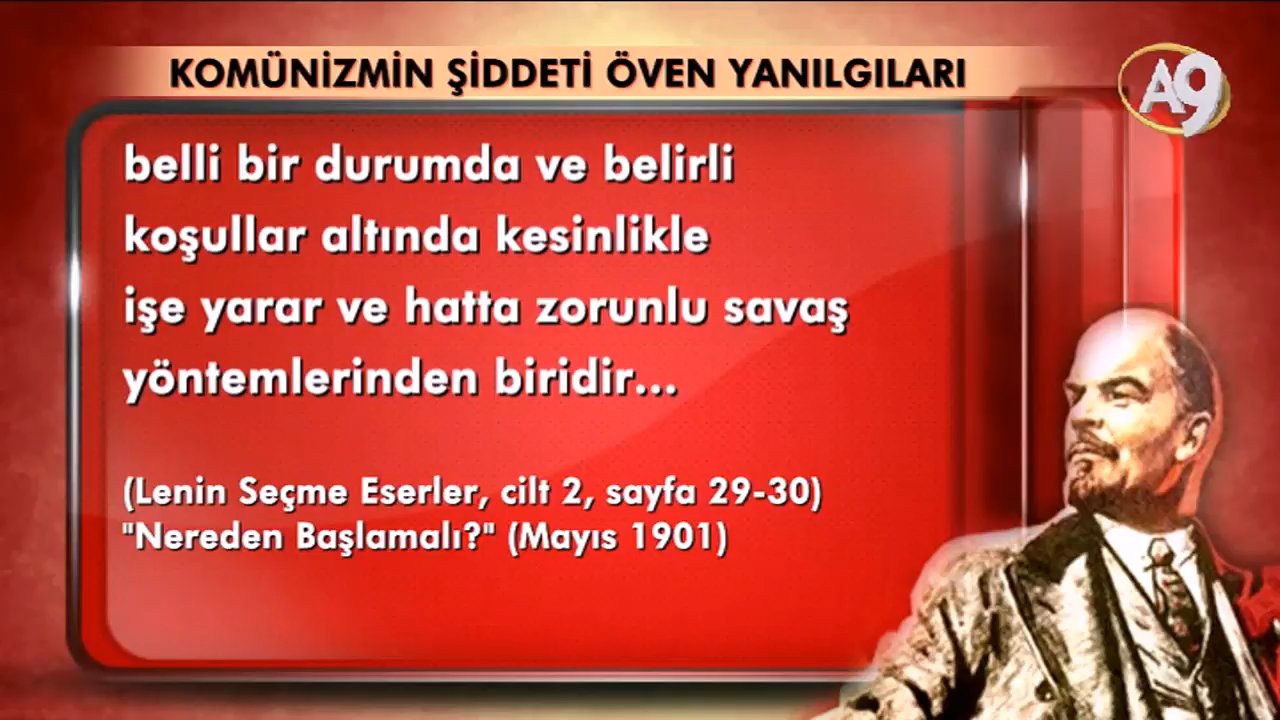 KOMÜNİZMİN ŞİDDETİ ÖVEN YANILGILARI
A9
belli bir durumda ve belirli
koşullar altında kesinlikle
işe yarar ve hatta zorunlu savaş
yöntemlerinden biridir...
(Lenin Seçme Eserler, cilt 2, sayfa 29-30)
"Nereden Başlamalı?" (Mayıs 1901)